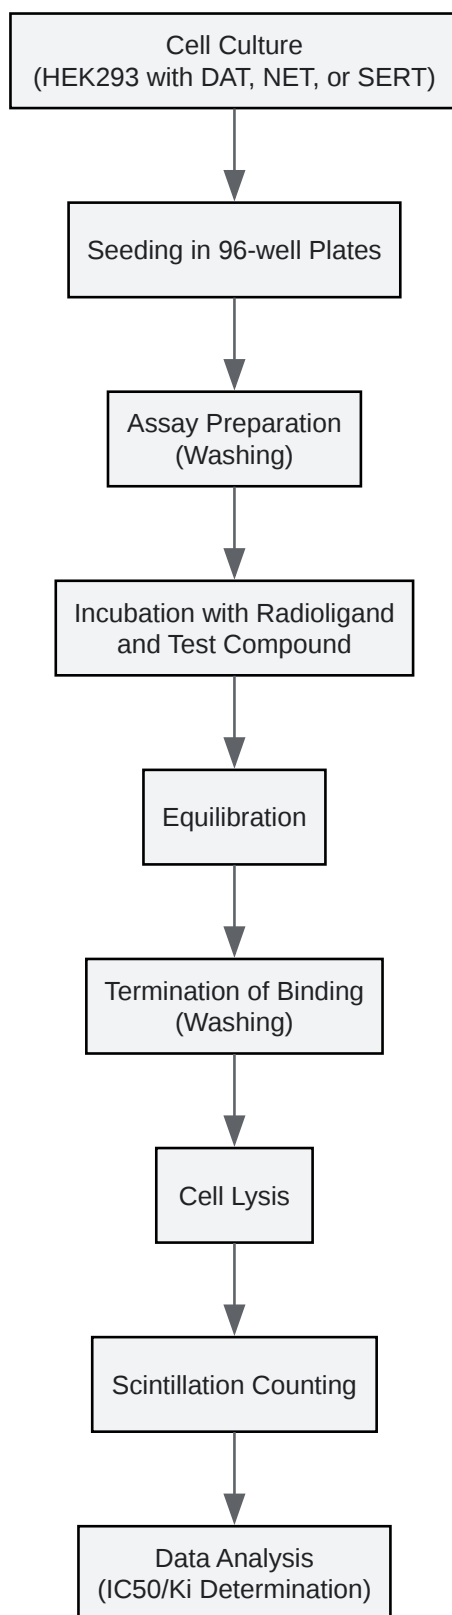 Cell Culture
(HEK293 with DAT, NET, or SERT)
Seeding in 96-well Plates
Assay Preparation
(Washing)
Incubation with Radioligand
and Test Compound
Equilibration
Termination of Binding
(Washing)
Cell Lysis
Scintillation Counting
Data Analysis
(IC50/Ki Determination)